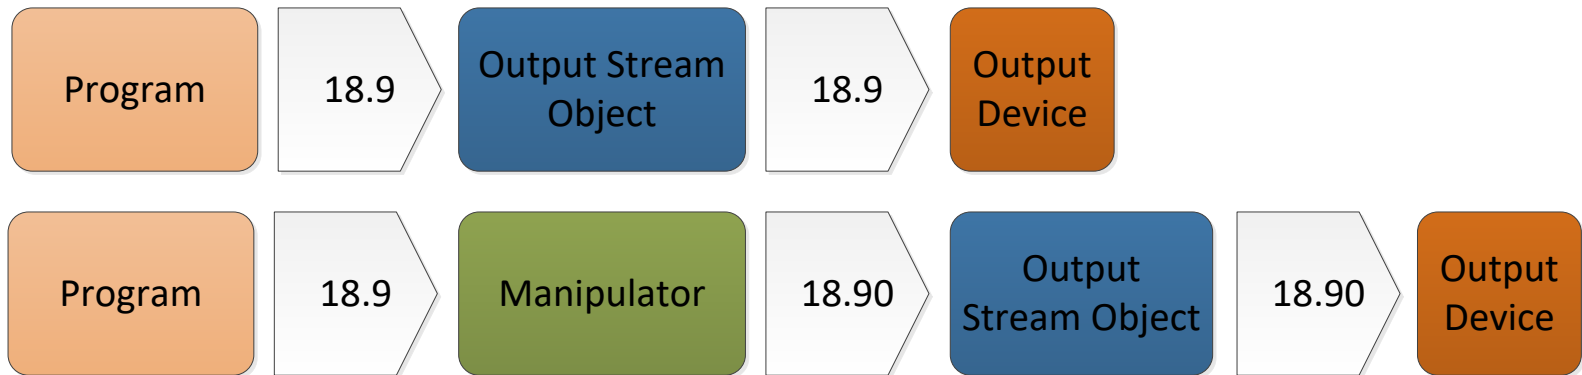 Program
18.9
Output Stream
Object
18.9
Output
Device
Program
18.9
Manipulator
18.90
Output
Stream Object
18.90
Output
Device